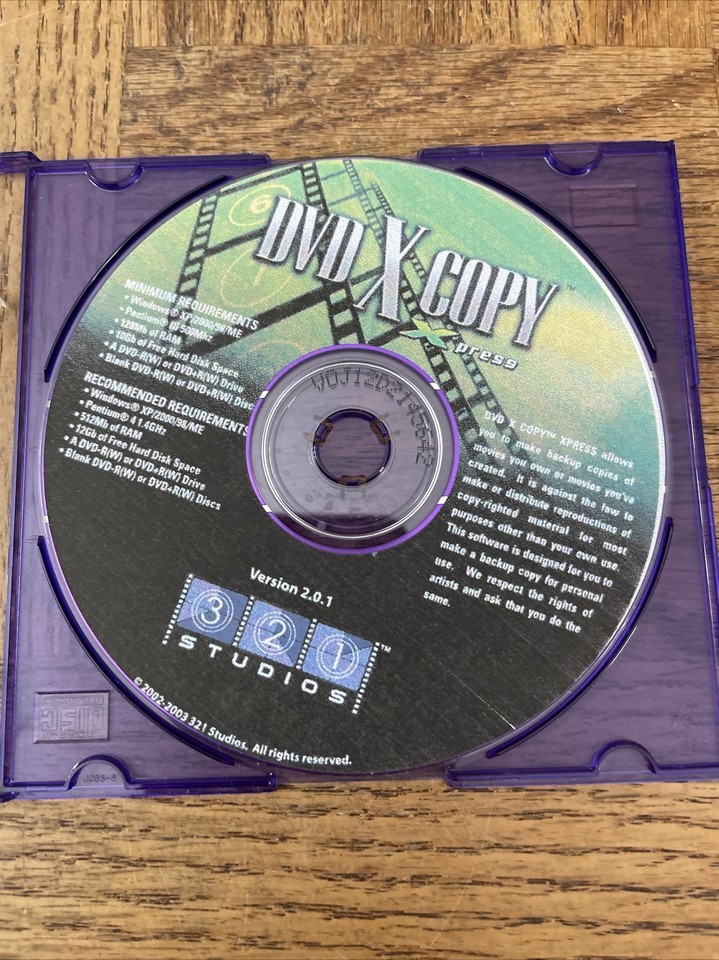 DVD X COPY™
Xpress
MINIMUM REQUIREMENTS
• Windows® XP/2000/98/ME
• Pentium® III 500Mhz
• 128Mb of RAM
• 10Gb of Free Hard Disk Space
• A DVD-R(W) or DVD+R(W) Drive
• Blank DVD-R(W) or DVD+R(W) Discs
RECOMMENDED REQUIREMENTS
• Windows® XP/2000/98/ME
• Pentium® 4 1.4GHz
• 512Mb of RAM
• 12Gb of Free Hard Disk Space
• A DVD-R(W) or DVD+R(W) Drive
• Blank DVD-R(W) or DVD+R(W) Discs
DVD X COPY™ XPRESS allows
you to make backup copies of
movies you own or movies you've
created. It is against the law to
make or distribute reproductions of
copy-righted material for most
purposes other than your own use.
This software is designed for you to
make a backup copy for personal
use. We respect the rights of
artists and ask that you do the
same.
Version 2.0.1
321™
STUDIOS
© 2002-2003 321 Studios. All rights reserved.
JOBS-8